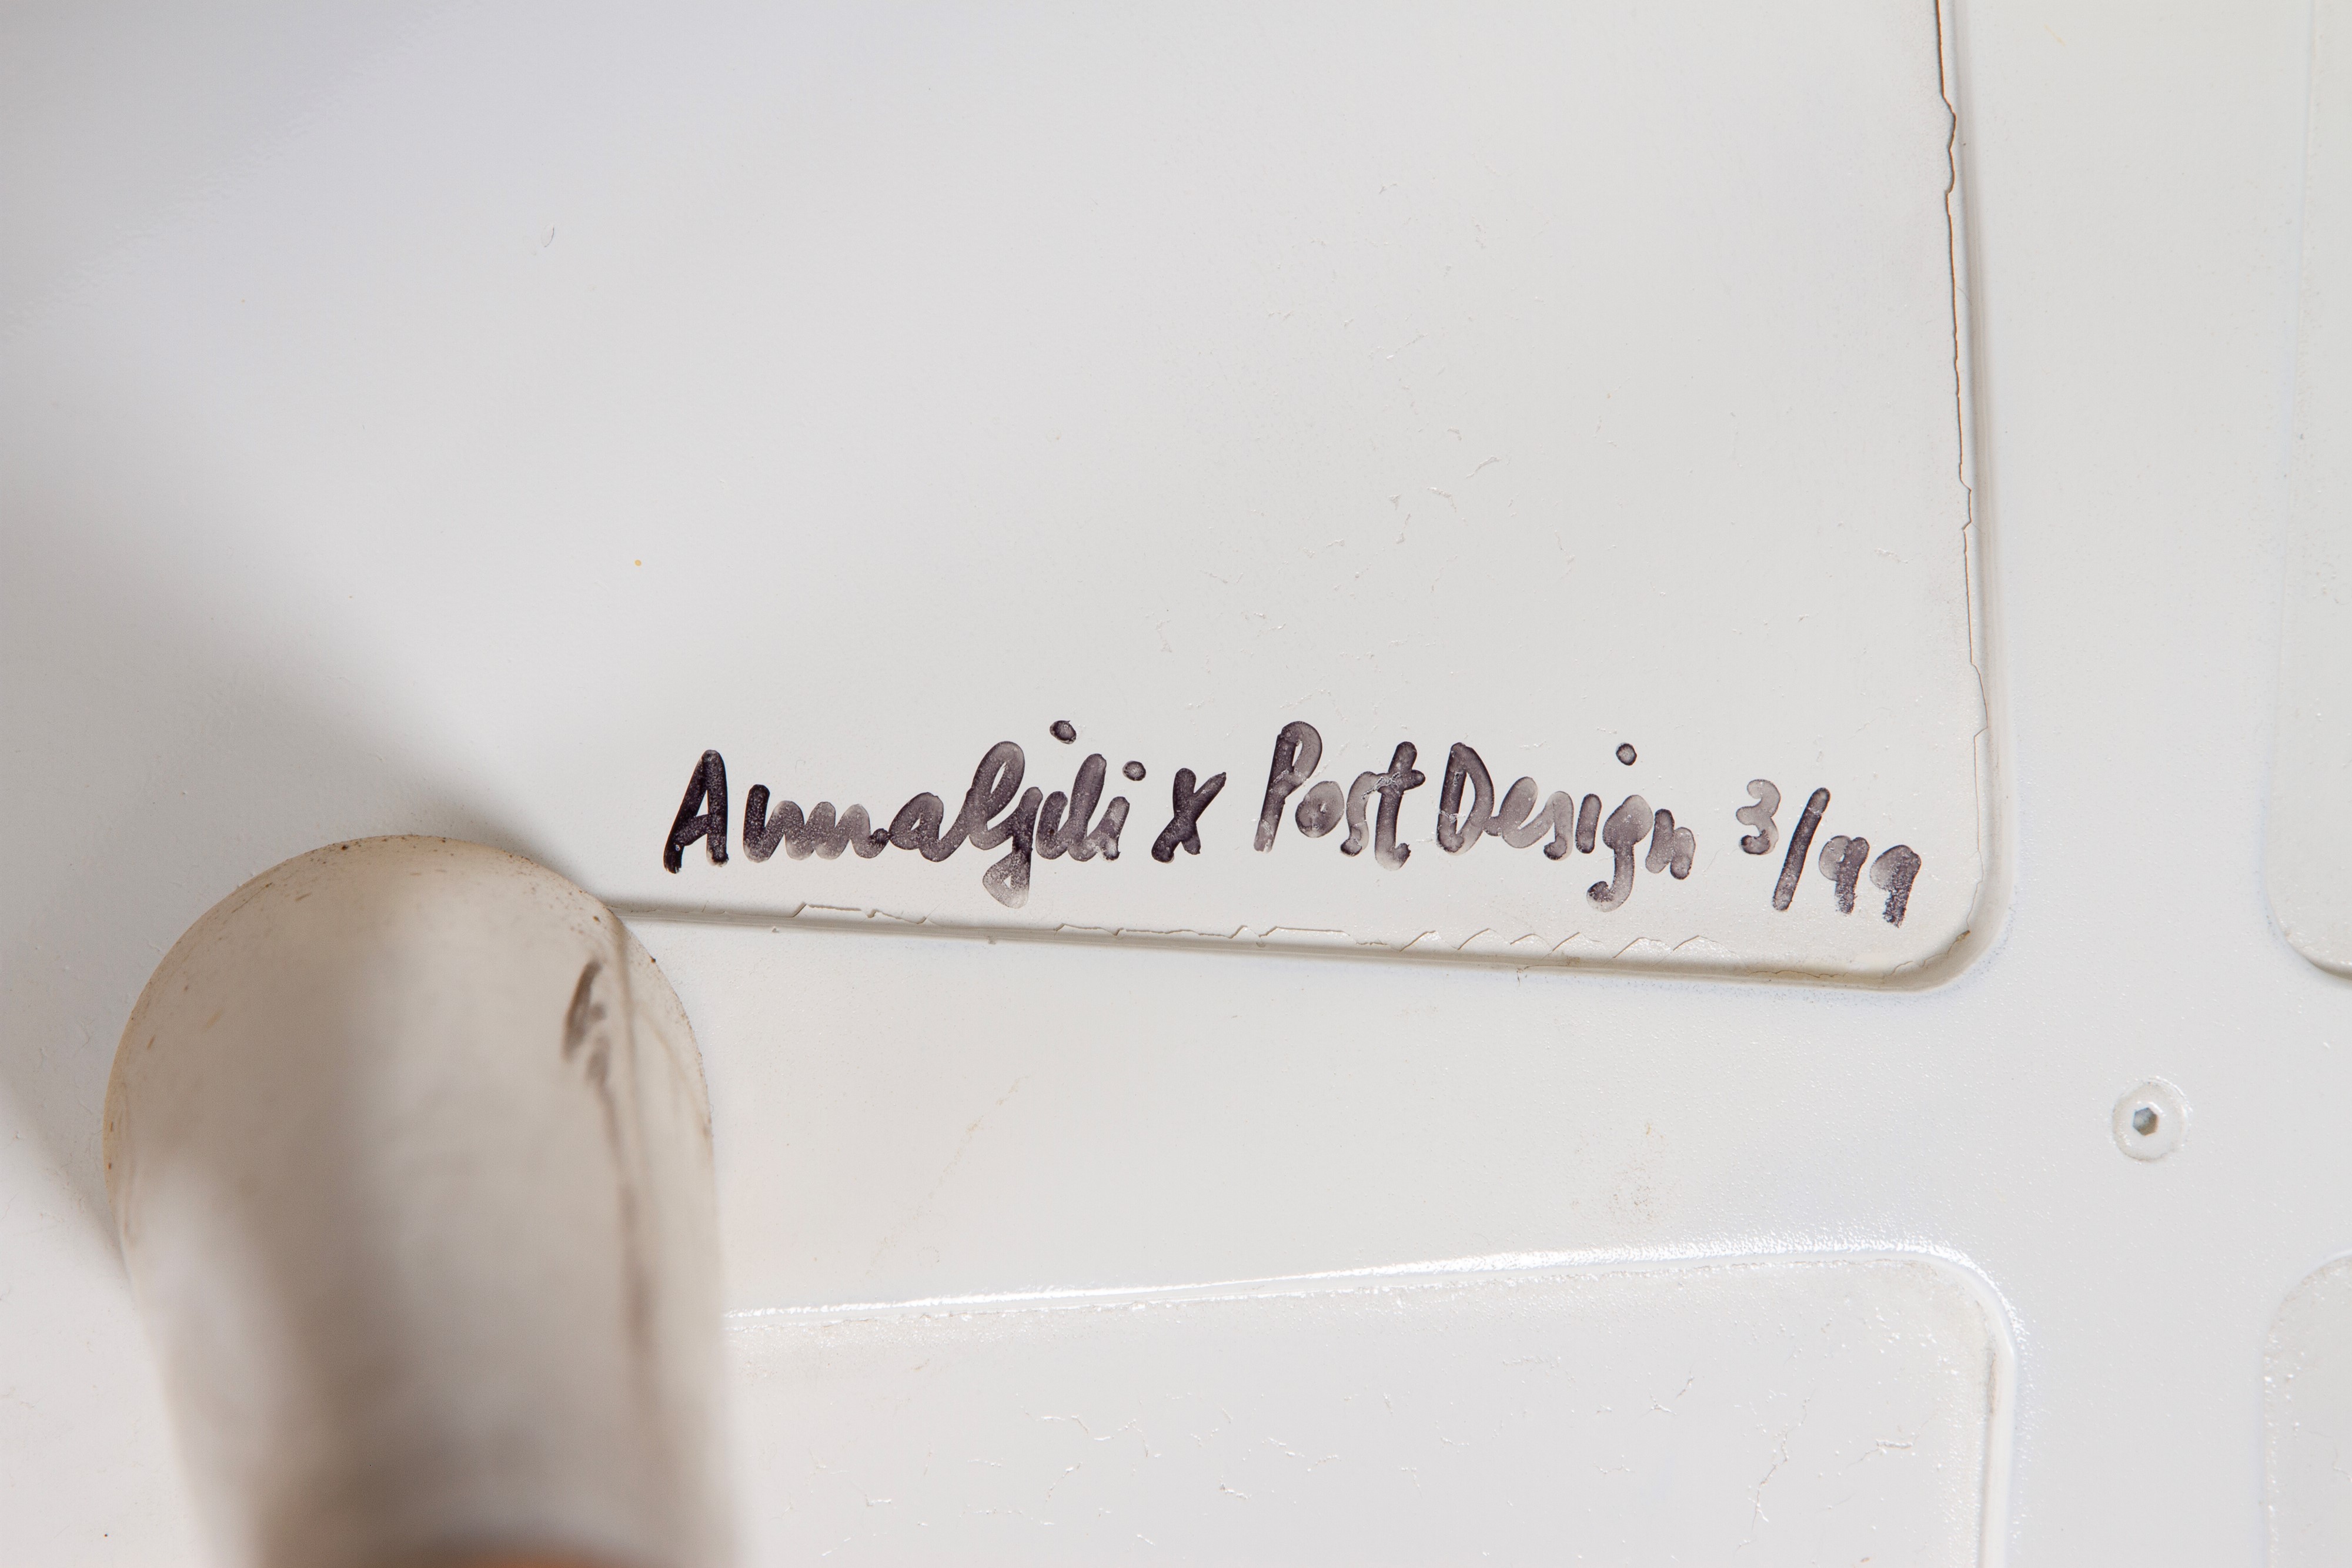 Annalgili x Post Design 3/99